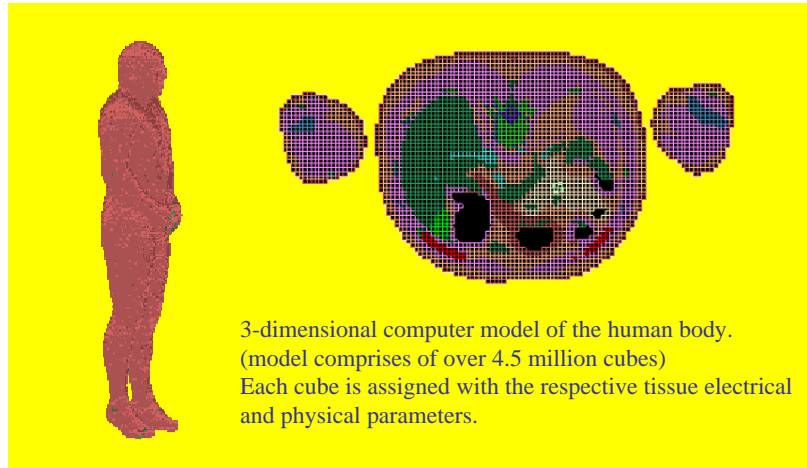 3-dimensional computer model of the human body.
(model comprises of over 4.5 million cubes)
Each cube is assigned with the respective tissue electrical
and physical parameters.